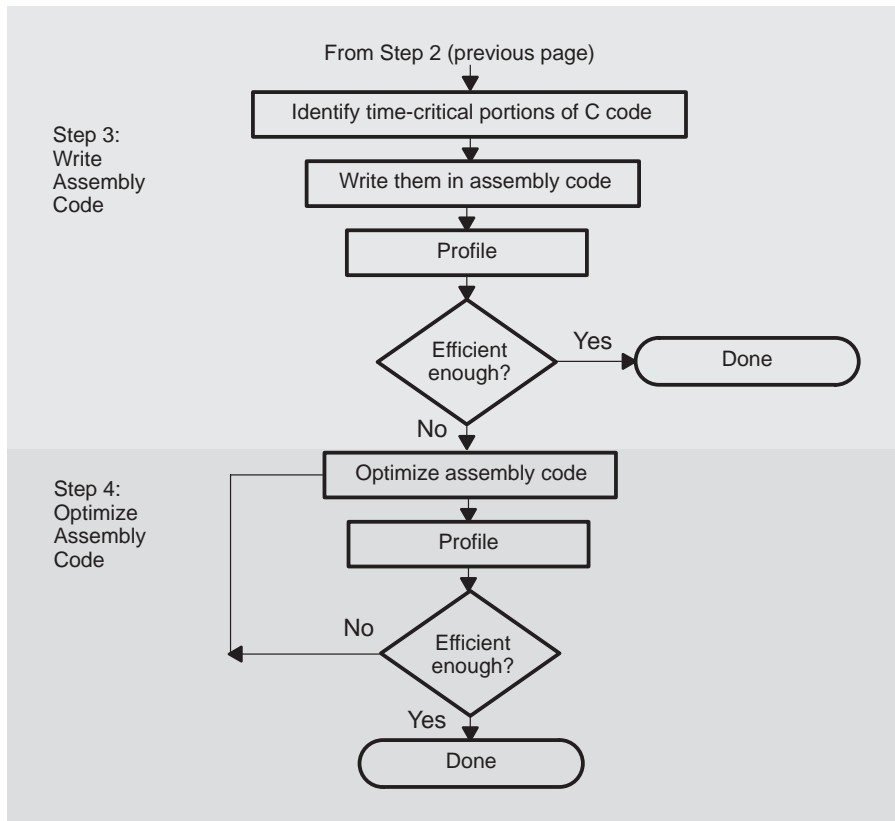 From Step 2 (previous page)
Identify time-critical portions of C code
Step 3:
Write
Assembly
Code
Write them in assembly code
Profile
Efficient
enough?
Yes
Done
No
Step 4:
Optimize
Assembly
Code
Optimize assembly code
Profile
No
Efficient
enough?
Yes
Done